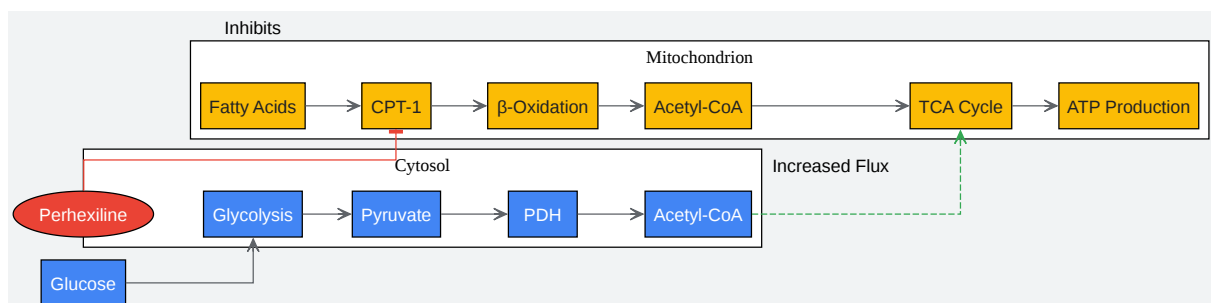 Inhibits
Mitochondrion
Fatty Acids
CPT-1
β-Oxidation
Acetyl-CoA
TCA Cycle
ATP Production
Cytosol
Increased Flux
Perhexiline
Glycolysis
Pyruvate
PDH
Acetyl-CoA
Glucose